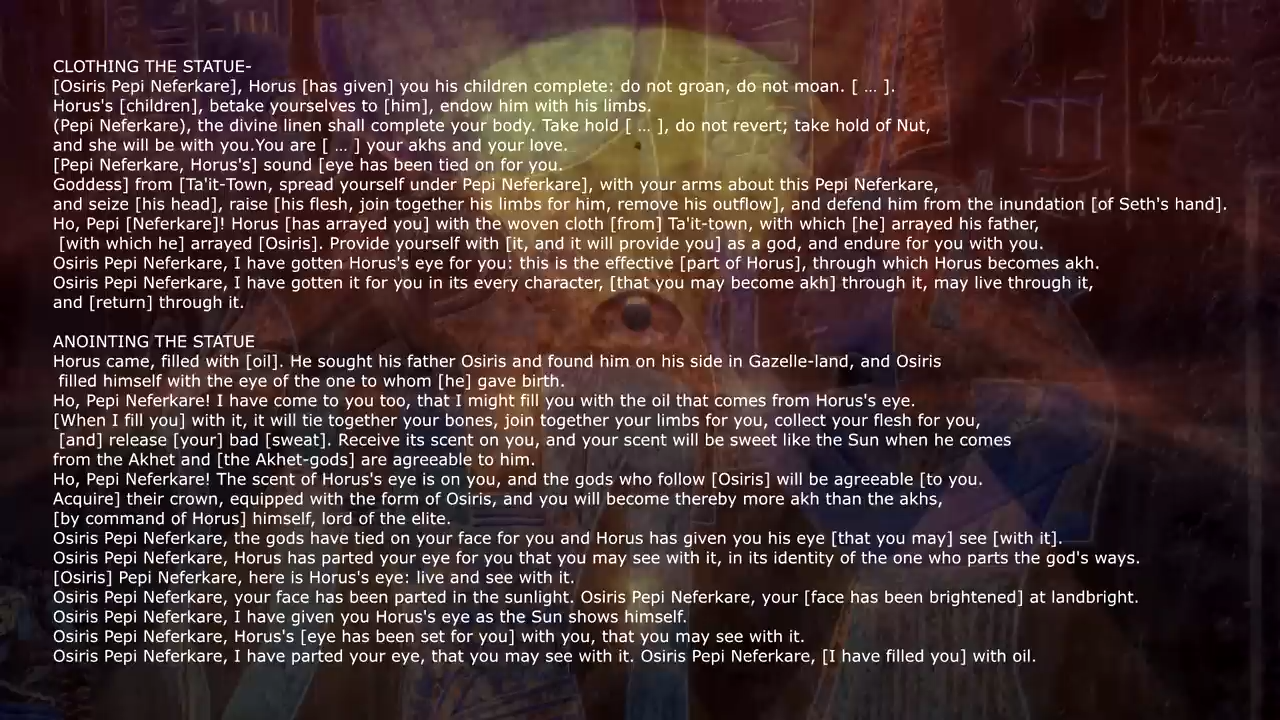 CLOTHING THE STATUE-
[Osiris Pepi Neferkare], Horus [has given] you his children complete: do not groan, do not moan. [ ... ].
Horus's [children], betake yourselves to [him], endow him with his limbs.
(Pepi Neferkare), the divine linen shall complete your body. Take hold [ ... ], do not revert; take hold of Nut,
and she will be with you.You are [ ... ] your akhs and your love.
[Pepi Neferkare, Horus's] sound [eye has been tied on for you.
Goddess] from [Ta'it-Town, spread yourself under Pepi Neferkare], with your arms about this Pepi Neferkare,
and seize [his head], raise [his flesh, join together his limbs for him, remove his outflow], and defend him from the inundation [of Seth's hand].
Ho, Pepi [Neferkare]! Horus [has arrayed you] with the woven cloth [from] Ta'it-town, with which [he] arrayed his father,
[with which he] arrayed [Osiris]. Provide yourself with [it, and it will provide you] as a god, and endure for you with you.
Osiris Pepi Neferkare, I have gotten Horus's eye for you: this is the effective [part of Horus], through which Horus becomes akh.
Osiris Pepi Neferkare, I have gotten it for you in its every character, [that you may become akh] through it, may live through it,
and [return] through it.
ANOINTING THE STATUE
Horus came, filled with [oil]. He sought his father Osiris and found him on his side in Gazelle-land, and Osiris
filled himself with the eye of the one to whom [he] gave birth.
Ho, Pepi Neferkare! I have come to you too, that I might fill you with the oil that comes from Horus's eye.
[When I fill you] with it, it will tie together your bones, join together your limbs for you, collect your flesh for you,
[and] release [your] bad [sweat]. Receive its scent on you, and your scent will be sweet like the Sun when he comes
from the Akhet and [the Akhet-gods] are agreeable to him.
Ho, Pepi Neferkare! The scent of Horus's eye is on you, and the gods who follow [Osiris] will be agreeable [to you.
Acquire] their crown, equipped with the form of Osiris, and you will become thereby more akh than the akhs,
[by command of Horus] himself, lord of the elite.
Osiris Pepi Neferkare, the gods have tied on your face for you and Horus has given you his eye [that you may] see [with it].
Osiris Pepi Neferkare, Horus has parted your eye for you that you may see with it, in its identity of the one who parts the god's ways.
[Osiris] Pepi Neferkare, here is Horus's eye: live and see with it.
Osiris Pepi Neferkare, your face has been parted in the sunlight. Osiris Pepi Neferkare, your [face has been brightened] at landbright.
Osiris Pepi Neferkare, I have given you Horus's eye as the Sun shows himself.
Osiris Pepi Neferkare, Horus's [eye has been set for you] with you, that you may see with it.
Osiris Pepi Neferkare, I have parted your eye, that you may see with it. Osiris Pepi Neferkare, [I have filled you] with oil.